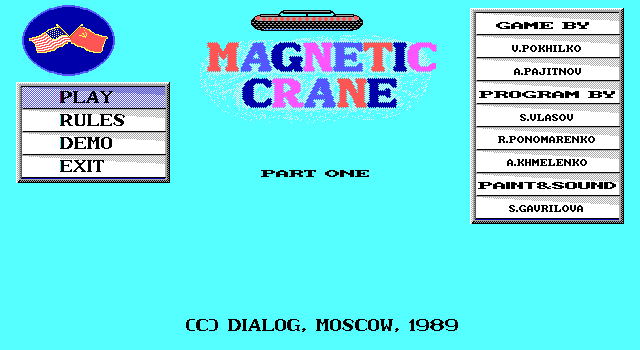 MAGNETIC
CRANE
PLAY
RULES
DEMO
EXIT
PART ONE
GAME BY
V.POKHILKO
A.PAJITNOV
PROGRAM BY
S.VLASOV
R.PONOMARENKO
A.KHMELENKO
PAINT&SOUND
S.GAVRILOVA
(C) DIALOG, MOSCOW, 1989